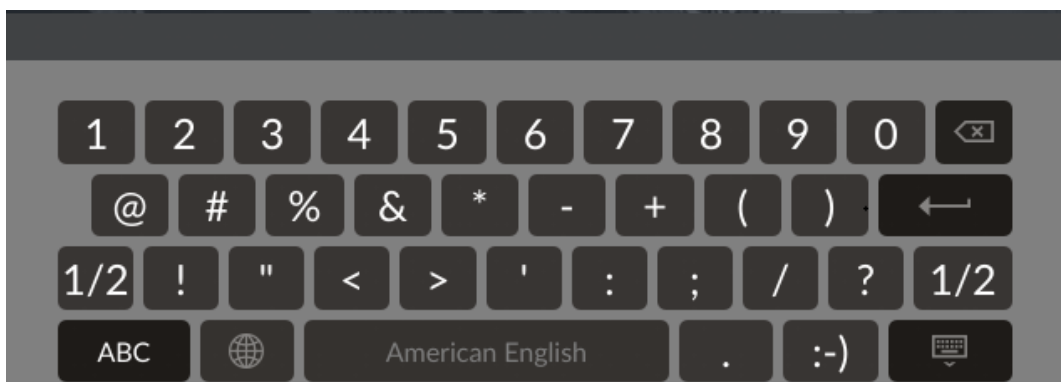 1 2 3 4 5 6 7 8 9 0
@ # % & * - + ( )
1/2 ! " < > ' : ; / ? 1/2
ABC American English . :-)